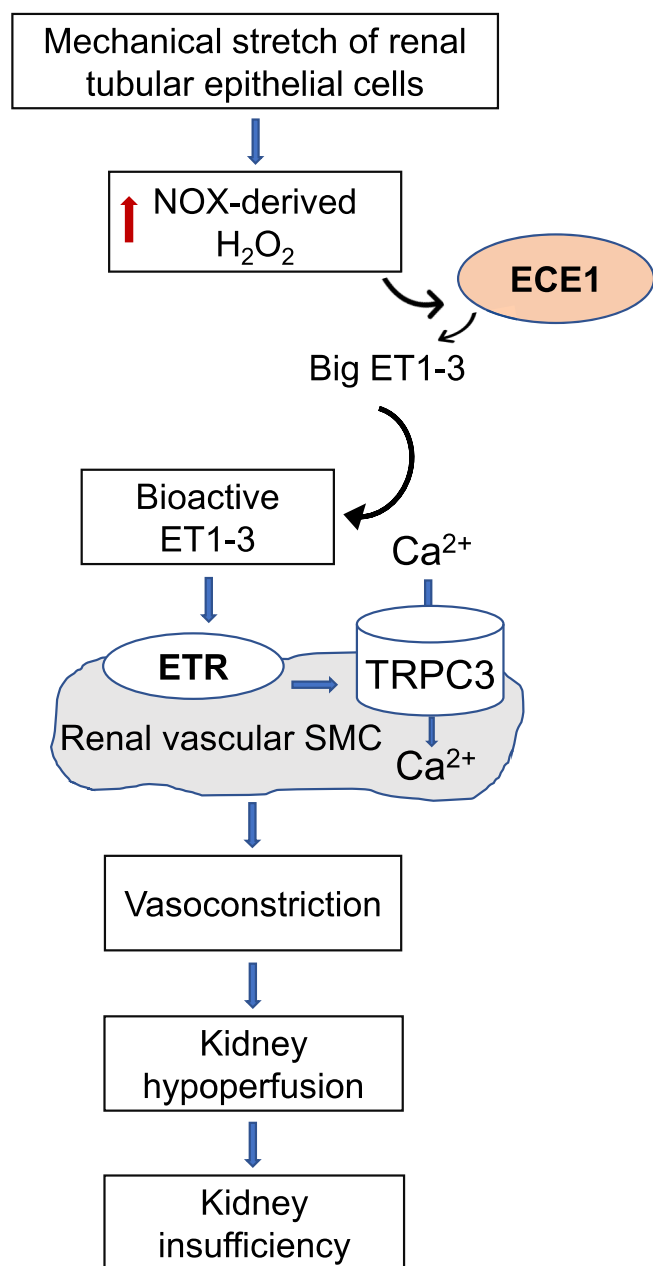 Mechanical stretch of renal
tubular epithelial cells
NOX-derived
H₂O₂
ECE1
Big ET1-3
Bioactive
ET1-3
Ca²⁺
ETR
TRPC3
Renal vascular SMC
Ca²⁺
Vasoconstriction
Kidney
hypoperfusion
Kidney
insufficiency